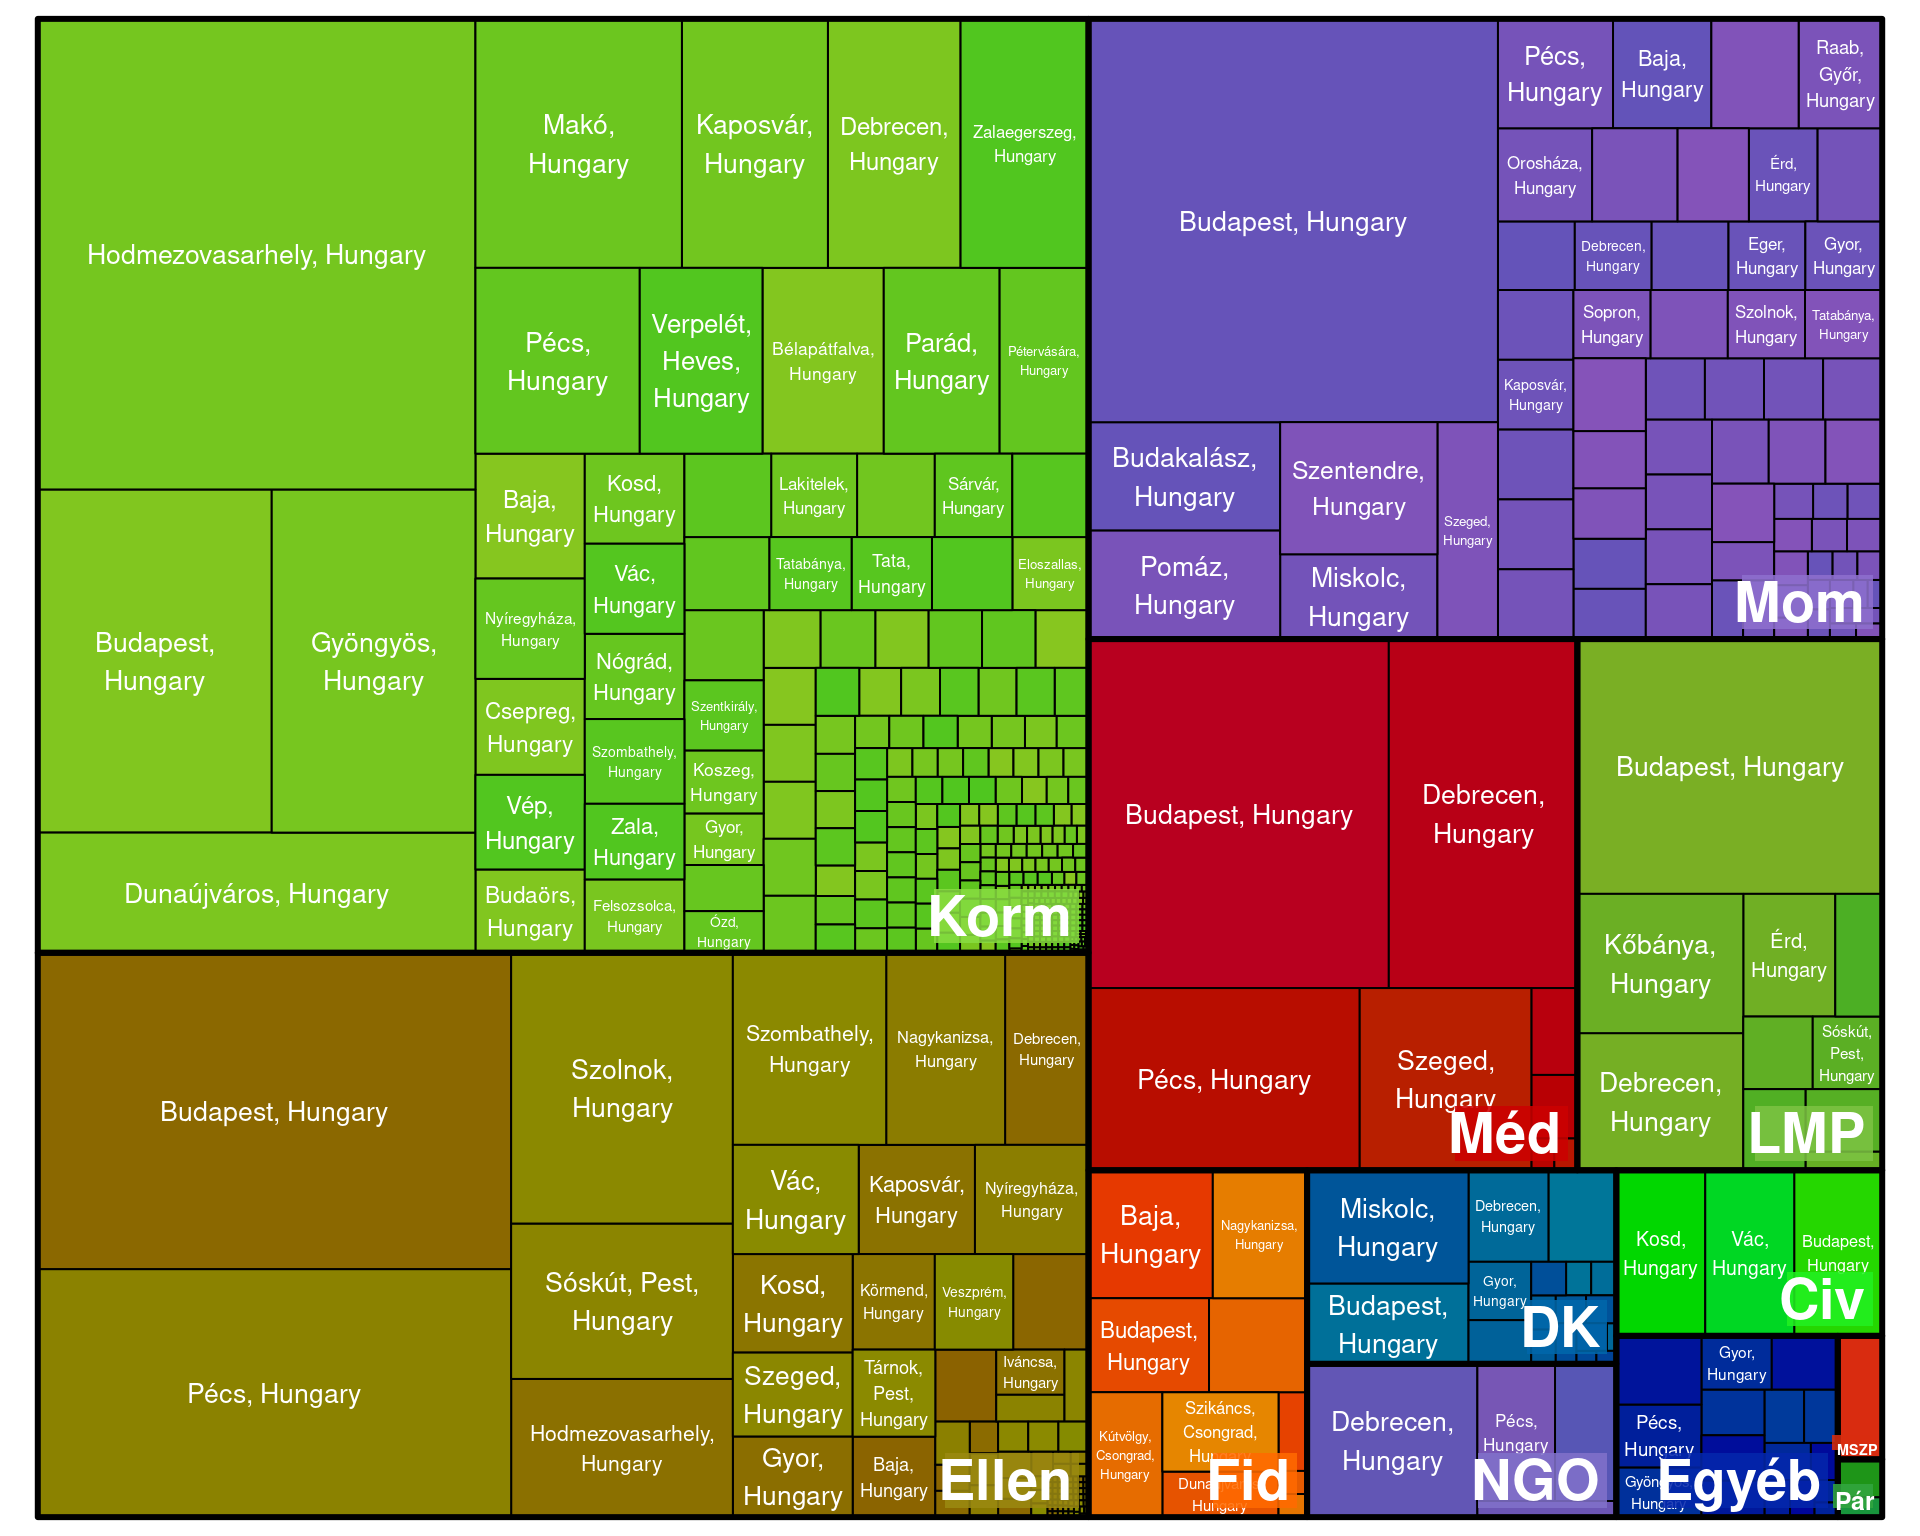 Hodmezovasarhely, Hungary
Makó,
Hungary
Kaposvár,
Hungary
Debrecen,
Hungary
Zalaegerszeg,
Hungary
Pécs,
Hungary
Verpelét,
Heves,
Hungary
Bélapátfalva,
Hungary
Parád,
Hungary
Pétervására,
Hungary
Budapest,
Hungary
Gyöngyös,
Hungary
Dunaújváros, Hungary
Baja,
Hungary
Nyíregyháza,
Hungary
Csepreg,
Hungary
Vép,
Hungary
Budaörs,
Hungary
Kosd,
Hungary
Vác,
Hungary
Nógrád,
Hungary
Szombathely,
Hungary
Zala,
Hungary
Felsozsolca,
Hungary
Lakitelek,
Hungary
Sárvár,
Hungary
Tatabánya,
Hungary
Tata,
Hungary
Eloszallas,
Hungary
Szentkirály,
Hungary
Koszeg,
Hungary
Gyor,
Hungary
Ózd,
Hungary
Korm
Budapest, Hungary
Pécs,
Hungary
Baja,
Hungary
Raab,
Győr,
Hungary
Orosháza,
Hungary
Érd,
Hungary
Debrecen,
Hungary
Eger,
Hungary
Gyor,
Hungary
Sopron,
Hungary
Szolnok,
Hungary
Tatabánya,
Hungary
Kaposvár,
Hungary
Budakalász,
Hungary
Szentendre,
Hungary
Szeged,
Hungary
Pomáz,
Hungary
Miskolc,
Hungary
Mom
Budapest, Hungary
Debrecen,
Hungary
Pécs, Hungary
Szeged,
Hungary
Méd
Budapest, Hungary
Kőbánya,
Hungary
Érd,
Hungary
Debrecen,
Hungary
Sóskút,
Pest,
Hungary
LMP
Budapest, Hungary
Pécs, Hungary
Szolnok,
Hungary
Sóskút, Pest,
Hungary
Hodmezovasarhely,
Hungary
Szombathely,
Hungary
Nagykanizsa,
Hungary
Debrecen,
Hungary
Vác,
Hungary
Kaposvár,
Hungary
Nyíregyháza,
Hungary
Kosd,
Hungary
Körmend,
Hungary
Veszprém,
Hungary
Szeged,
Hungary
Tárnok,
Pest,
Hungary
Iváncsa,
Hungary
Gyor,
Hungary
Baja,
Hungary
Ellen
Baja,
Hungary
Nagykanizsa,
Hungary
Budapest,
Hungary
Kútvölgy,
Csongrad,
Hungary
Szikáncs,
Csongrad,
Hungary
Hungary
Fid
Miskolc,
Hungary
Debrecen,
Hungary
Budapest,
Hungary
Gyor,
Hungary
DK
Debrecen,
Hungary
Pécs,
Hungary
NGO
Kosd,
Hungary
Vác,
Hungary
Budapest,
Hungary
Civ
Gyor,
Hungary
Pécs,
Hungary
Hungary
Egyéb
MSZP
Pár